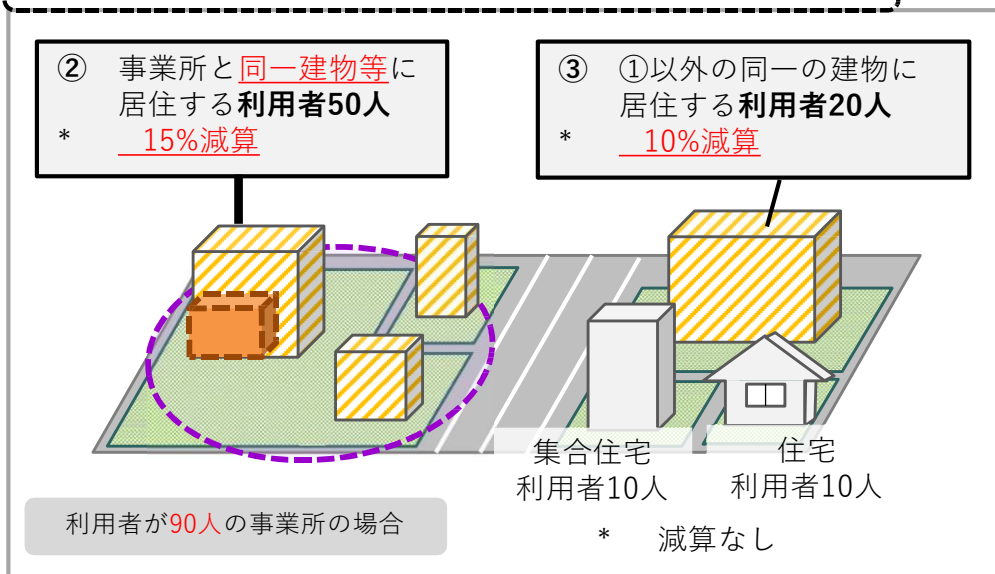 ② 事業所と同一建物等に
居住する利用者50人
* 15%減算
③ ①以外の同一の建物に
居住する利用者20人
* 10%減算
集合住宅
利用者10人
住宅
利用者10人
* 減算なし
利用者が90人の事業所の場合